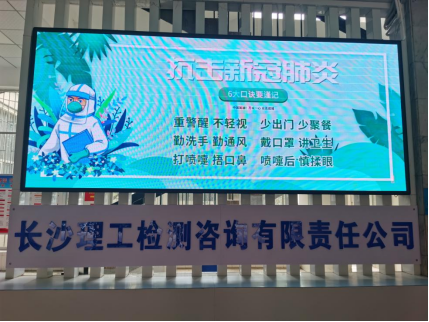 抗击新冠肺炎
6大口诀要谨记
重警醒 不轻视 少出门 少聚餐
勤洗手 勤通风 戴口罩 讲卫生
打喷嚏 捂口鼻 喷嚏后 慎揉眼
长沙理工检测咨询有限责任公司